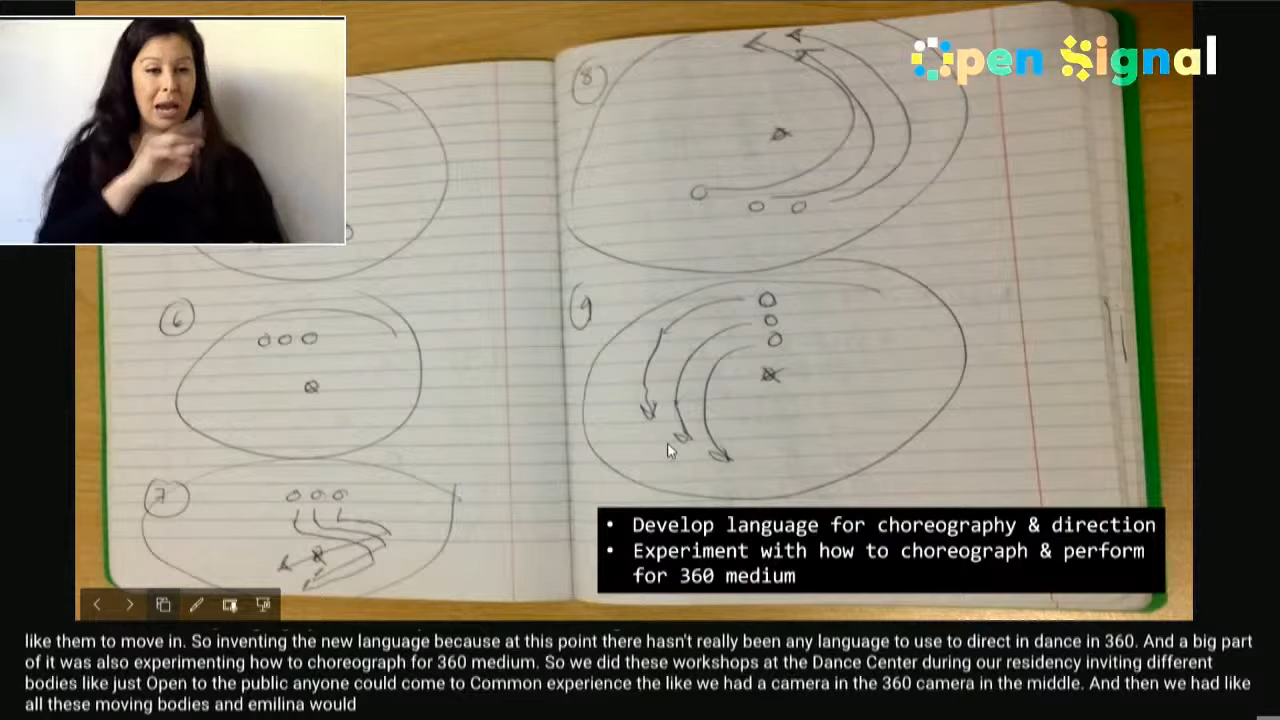 Open Signal
8
6
9
7
• Develop language for choreography & direction
• Experiment with how to choreograph & perform
for 360 medium
like them to move in. So inventing the new language because at this point there hasn't really been any language to use to direct in dance in 360. And a big part
of it was also experimenting how to choreograph for 360 medium. So we did these workshops at the Dance Center during our residency inviting different
bodies like just Open to the public anyone could come to Common experience the like we had a camera in the 360 camera in the middle. And then we had like
all these moving bodies and emilina would